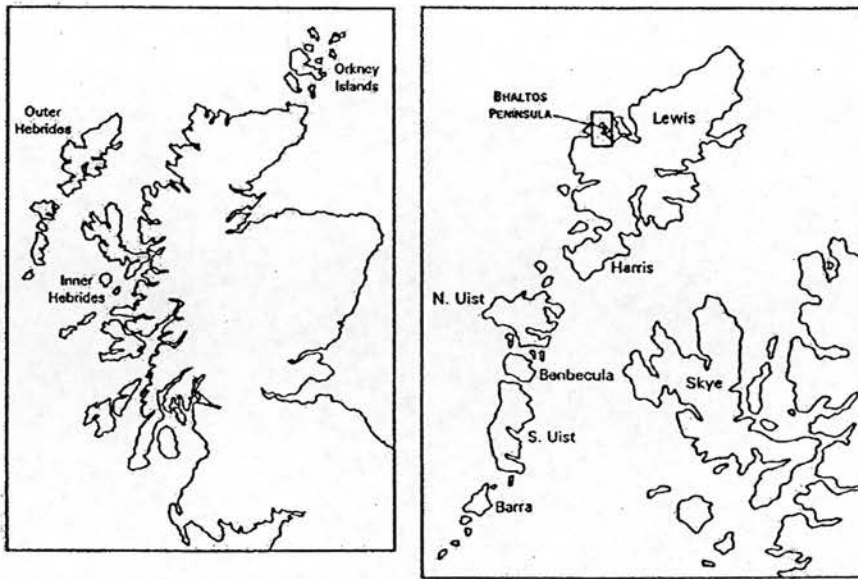 Orkney
Islands
Outer
Hebrides
Inner
Hebrides
BHALTOS
PENINSULA
Lewis
Harris
N. Uist
Benbecula
Skye
S. Uist
Barra